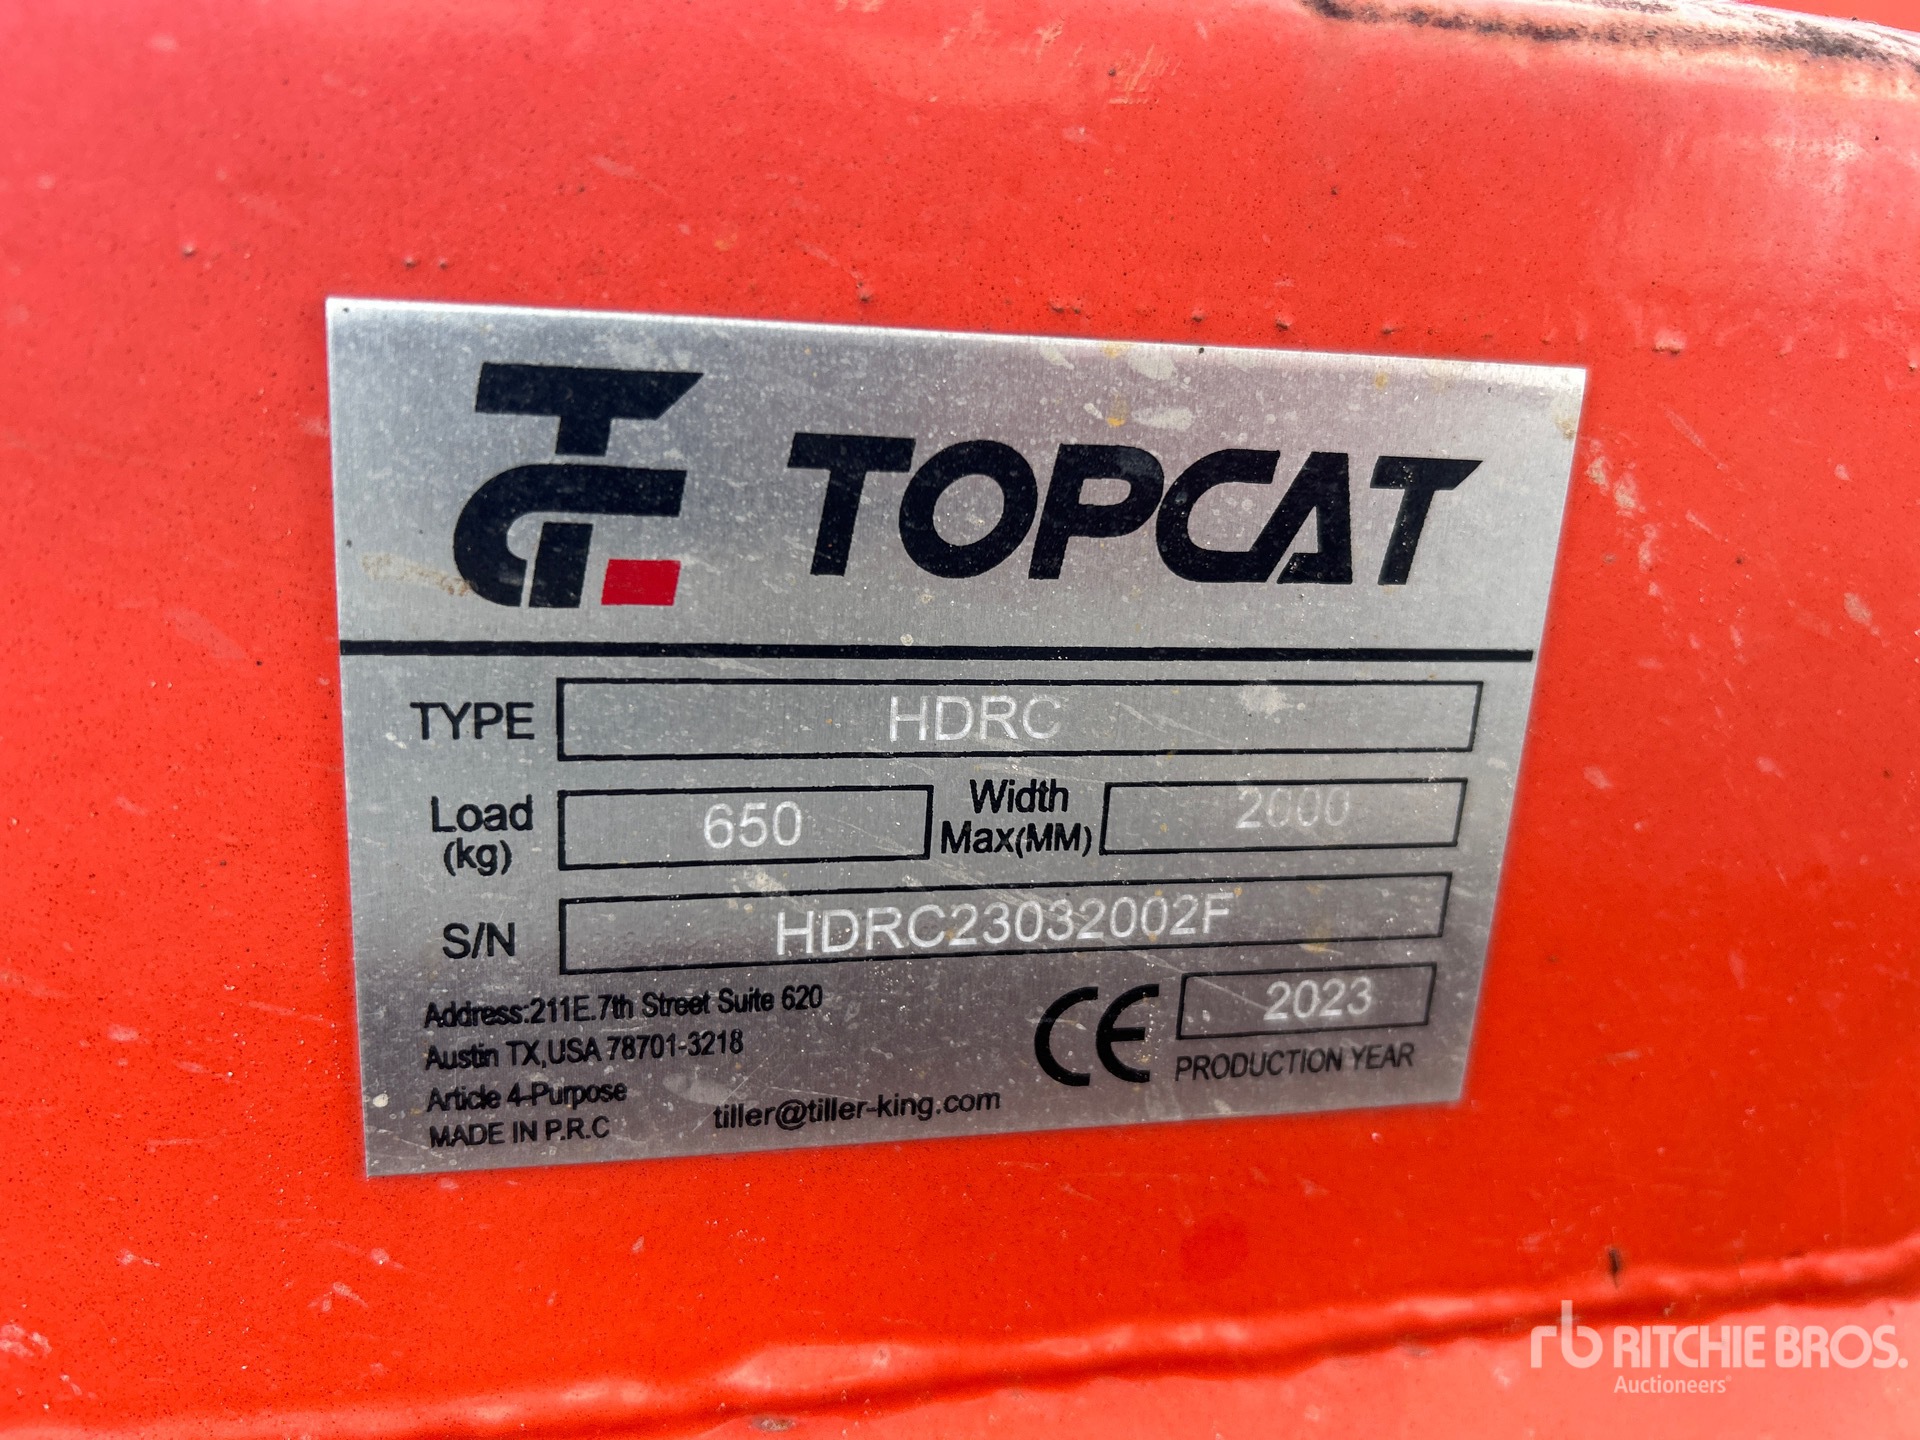 TOPCAT
TYPE HDRC
Load (kg) 650 Width Max(MM) 2000
S/N HDRC23032002F
Address:211E.7th Street Suite 620
Austin TX,USA 78701-3218
Article 4-Purpose
MADE IN P.R.C
tiller@tiller-king.com
CE 2023
PRODUCTION YEAR
rb RITCHIE BROS.
Auctioneers